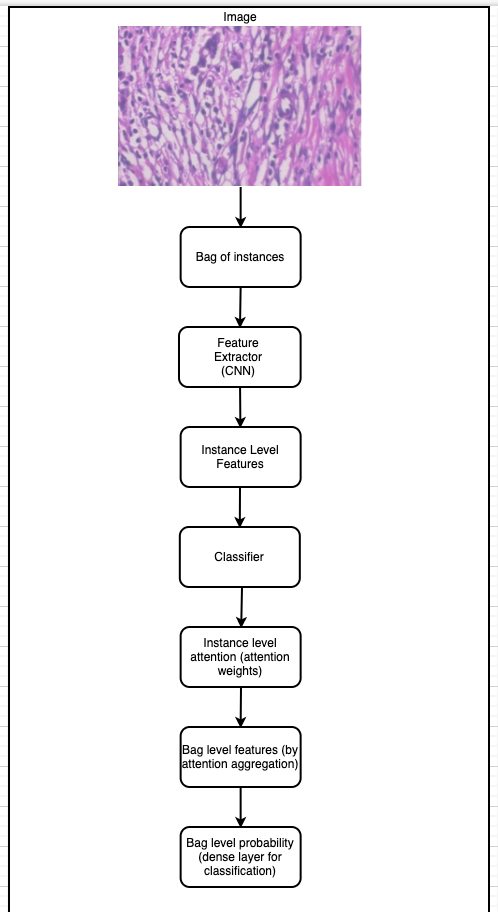 Image
Bag of instances
Feature
Extractor
(CNN)
Instance Level
Features
Classifier
Instance level
attention (attention
weights)
Bag level features (by
attention aggregation)
Bag level probability
(dense layer for
classification)